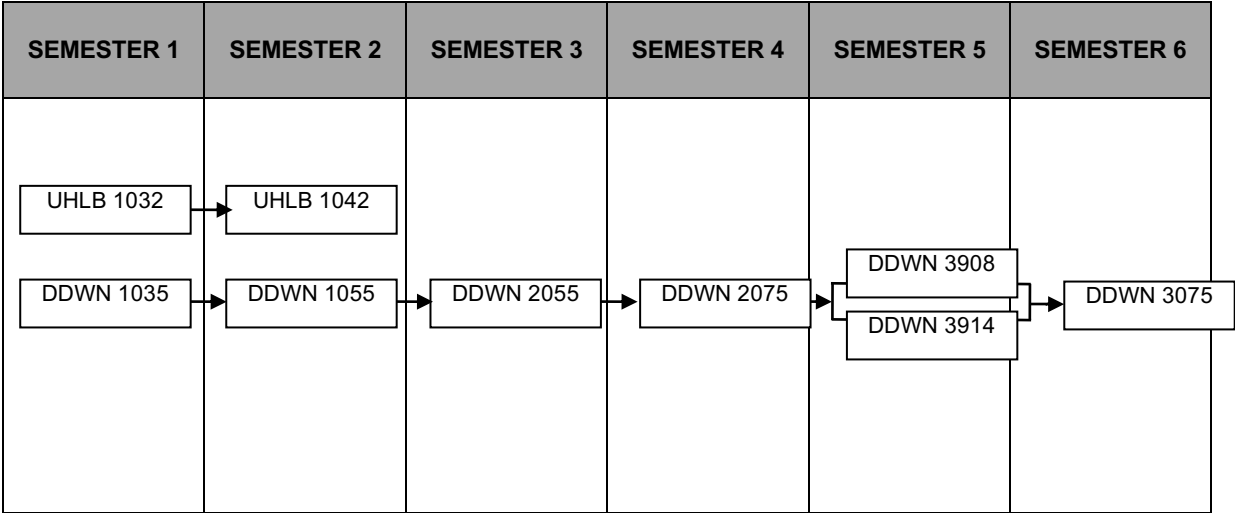 SEMESTER 1 SEMESTER 2 SEMESTER 3 SEMESTER 4 SEMESTER 5 SEMESTER 6
UHLB 1032 UHLB 1042
DDWN 3908
DDWN 1035 DDWN 1055 DDWN 2055 DDWN 2075 DDWN 3075
DDWN 3914